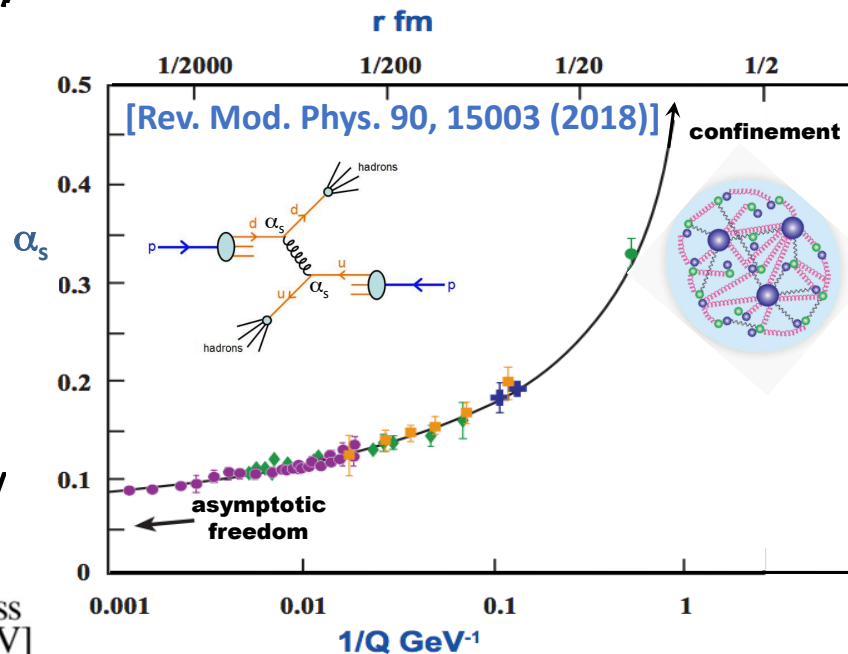 r fm
1/2000 1/200 1/20 1/2
0.5
[Rev. Mod. Phys. 90, 15003 (2018)]
confinement
hadrons
0.4
d
d
αs
p
u
αs
p
u
hadrons
αs
0.3
0.2
0.1
asymptotic
freedom
0
0.001 0.01 0.1 1
1/Q GeV⁻¹
ss
V]